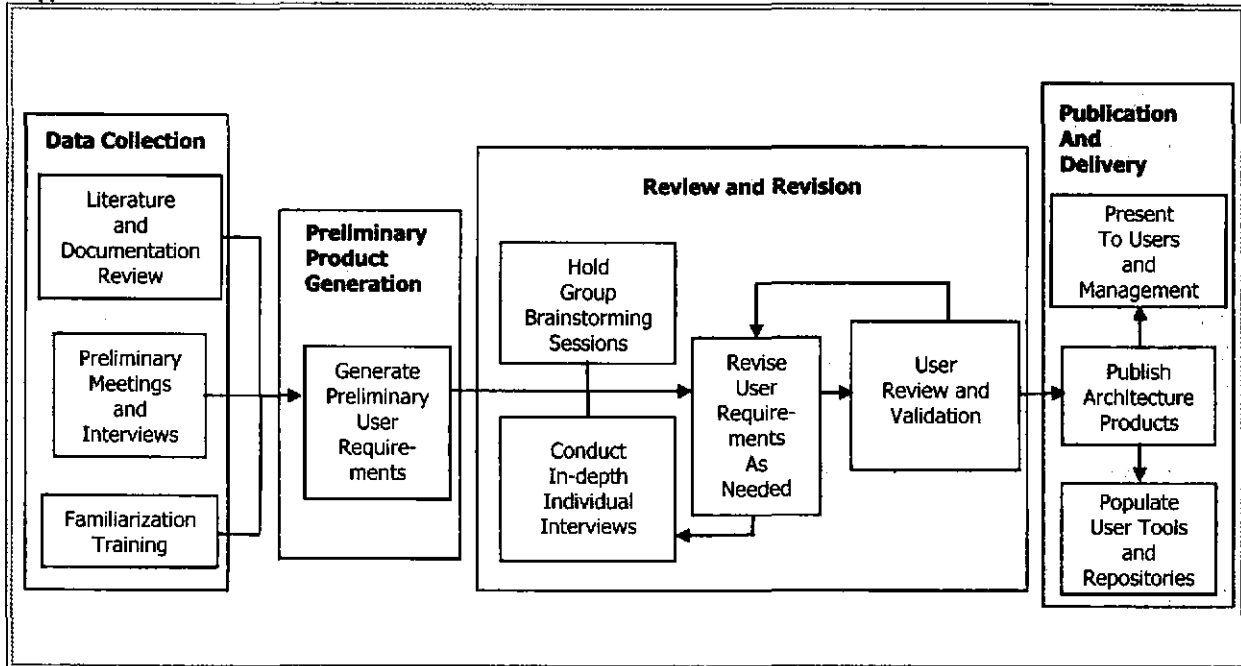 Data Collection
Literature
and
Documentation
Review
Preliminary
Meetings
and
Interviews
Familiarization
Training
Preliminary
Product
Generation
Generate
Preliminary
User
Require-
ments
Review and Revision
Hold
Group
Brainstorming
Sessions
Conduct
In-depth
Individual
Interviews
Revise
User
Require-
ments
As
Needed
User
Review and
Validation
Publication
And
Delivery
Present
To Users
and
Management
Publish
Architecture
Products
Populate
User Tools
and
Repositories